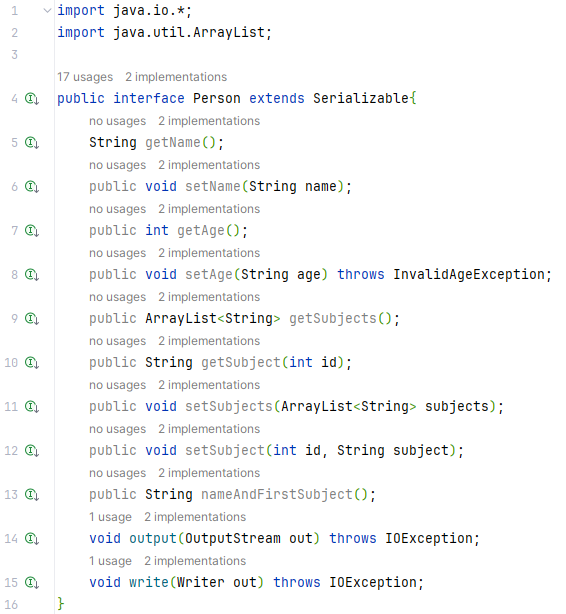 1 import java.io.*;
2 import java.util.ArrayList;
3
17 usages 2 implementations
4 public interface Person extends Serializable{
no usages 2 implementations
5 String getName();
no usages 2 implementations
6 public void setName(String name);
no usages 2 implementations
7 public int getAge();
no usages 2 implementations
8 public void setAge(String age) throws InvalidAgeException;
no usages 2 implementations
9 public ArrayList<String> getSubjects();
no usages 2 implementations
10 public String getSubject(int id);
no usages 2 implementations
11 public void setSubjects(ArrayList<String> subjects);
no usages 2 implementations
12 public void setSubject(int id, String subject);
no usages 2 implementations
13 public String nameAndFirstSubject();
1 usage 2 implementations
14 void output(OutputStream out) throws IOException;
1 usage 2 implementations
15 void write(Writer out) throws IOException;
16 }